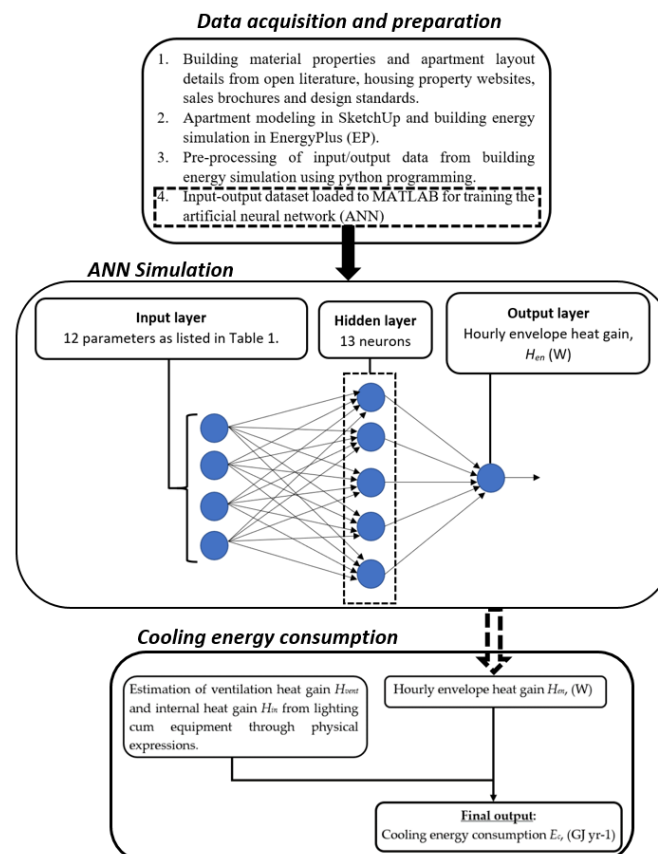 Data acquisition and preparation
1. Building material properties and apartment layout
details from open literature, housing property websites,
sales brochures and design standards.
2. Apartment modeling in SketchUp and building energy
simulation in EnergyPlus (EP).
3. Pre-processing of input/output data from building
energy simulation using python programming.
4. Input-output dataset loaded to MATLAB for training the
artificial neural network (ANN)
ANN Simulation
Input layer
12 parameters as listed in Table 1.
Hidden layer
13 neurons
Output layer
Hourly envelope heat gain,
Hen (W)
Cooling energy consumption
Estimation of ventilation heat gain Hvent
and internal heat gain Hin from lighting
cum equipment through physical
expressions.
Hourly envelope heat gain Hen, (W)
Final output:
Cooling energy consumption Ec, (GJ yr-1)